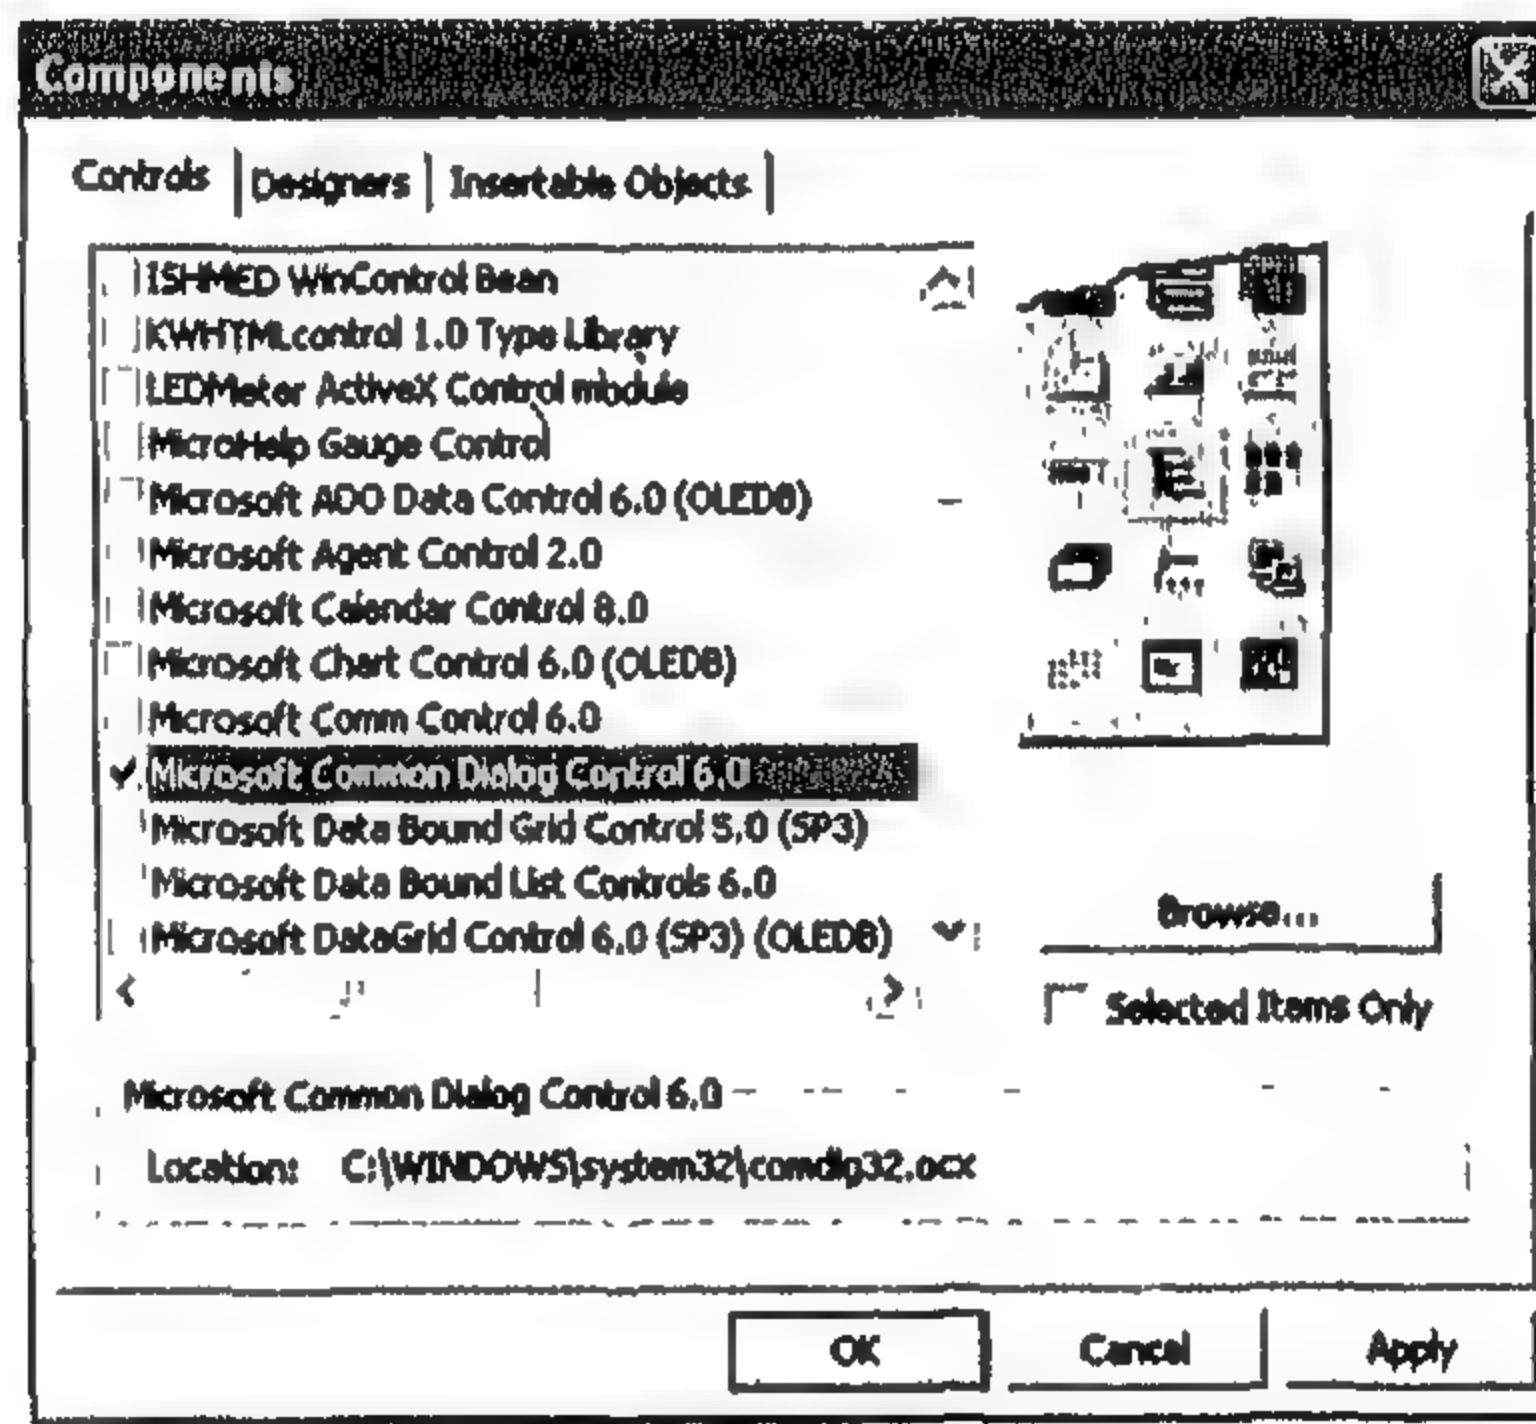 Components
Controls
Designers
Insertable Objects
ISHMED WinControl Bean
KWHTMLcontrol 1.0 Type Library
LEDMeter ActiveX Control module
MicroHelp Gauge Control
Microsoft ADO Data Control 6.0 (OLEDB)
Microsoft Agent Control 2.0
Microsoft Calendar Control 8.0
Microsoft Chart Control 6.0 (OLEDB)
Microsoft Comm Control 6.0
Microsoft Common Dialog Control 6.0
Microsoft Data Bound Grid Control 5.0 (SP3)
Microsoft Data Bound List Controls 6.0
Microsoft DataGrid Control 6.0 (SP3) (OLEDB)
Browse...
Selected Items Only
Microsoft Common Dialog Control 6.0
Location: C:\WINDOWS\system32\comdlg32.ocx
OK
Cancel
Apply